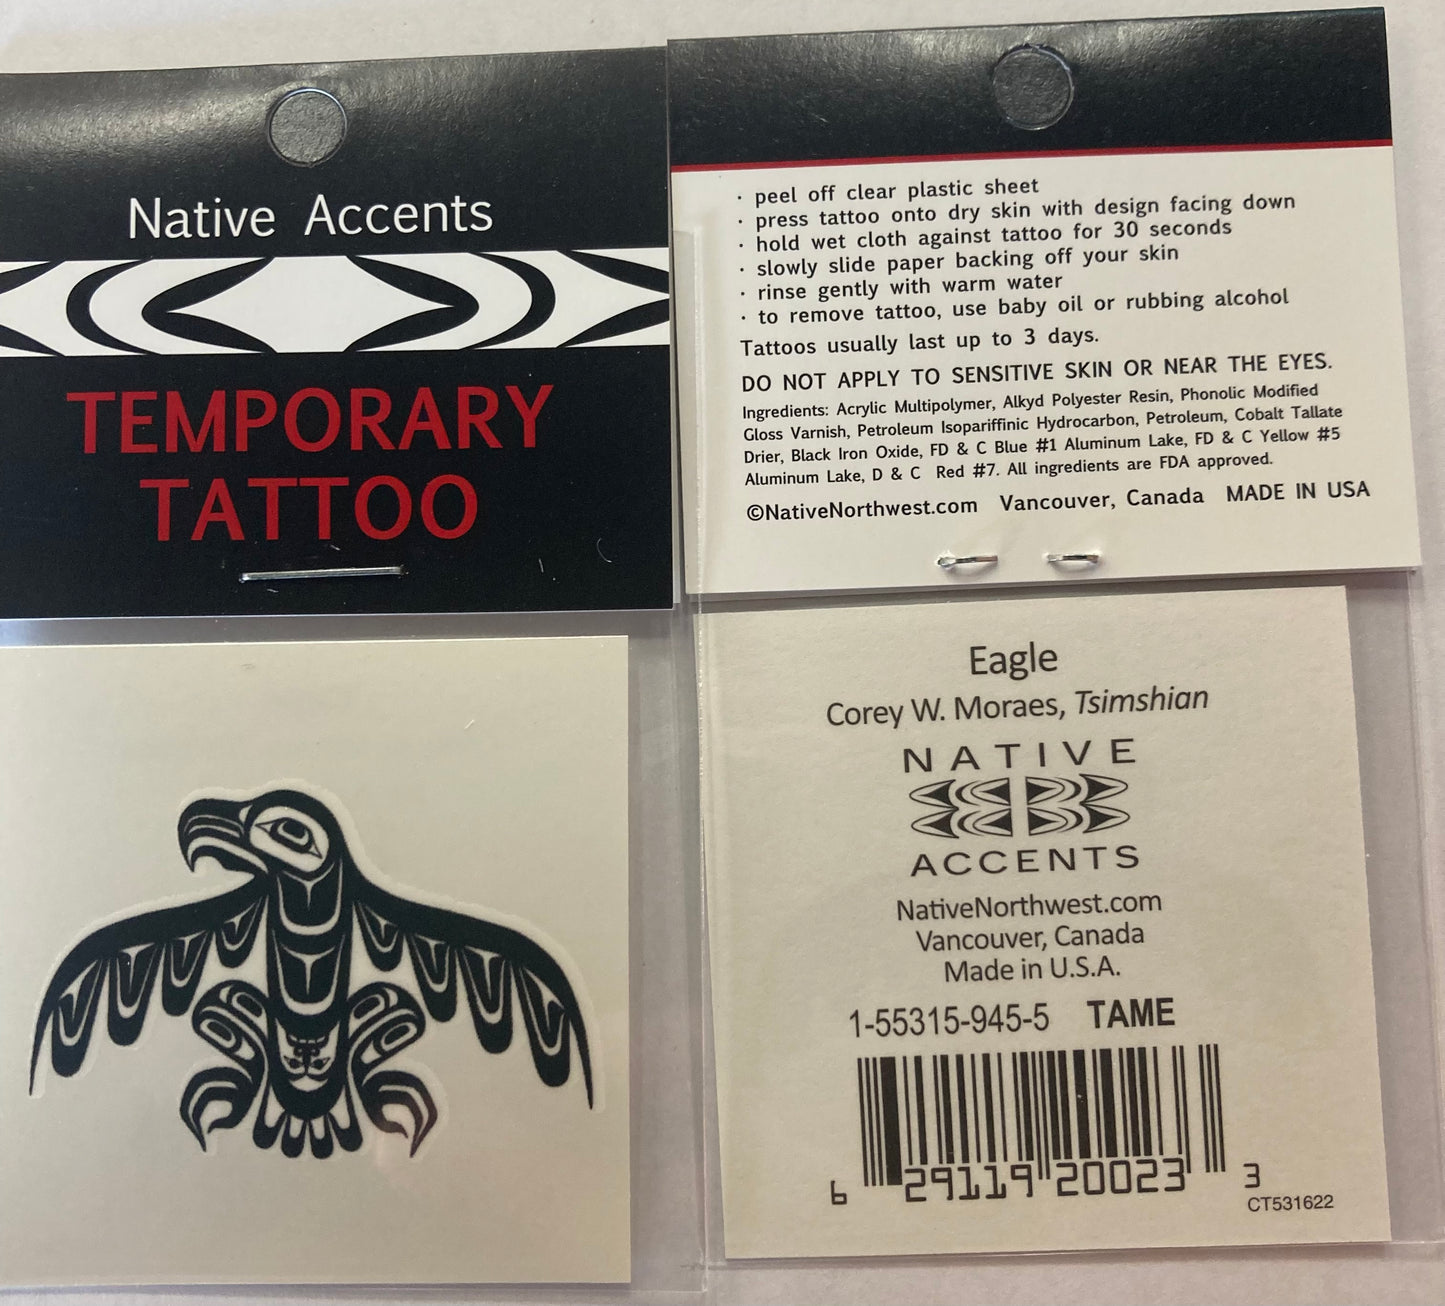 Native Accents
TEMPORARY
TATTOO
· peel off clear plastic sheet
· press tattoo onto dry skin with design facing down
· hold wet cloth against tattoo for 30 seconds
· slowly slide paper backing off your skin
· rinse gently with warm water
· to remove tattoo, use baby oil or rubbing alcohol
Tattoos usually last up to 3 days.
DO NOT APPLY TO SENSITIVE SKIN OR NEAR THE EYES.
Ingredients: Acrylic Multipolymer, Alkyd Polyester Resin, Phonolic Modified
Gloss Varnish, Petroleum Isopariffinic Hydrocarbon, Petroleum, Cobalt Tallate
Drier, Black Iron Oxide, FD & C Blue #1 Aluminum Lake, FD & C Yellow #5
Aluminum Lake, D & C Red #7. All ingredients are FDA approved.
©NativeNorthwest.com Vancouver, Canada MADE IN USA
Eagle
Corey W. Moraes, Tsimshian
NATIVE
ACCENTS
NativeNorthwest.com
Vancouver, Canada
Made in U.S.A.
1-55315-945-5 TAME
6 29119 20023 3
CT531622